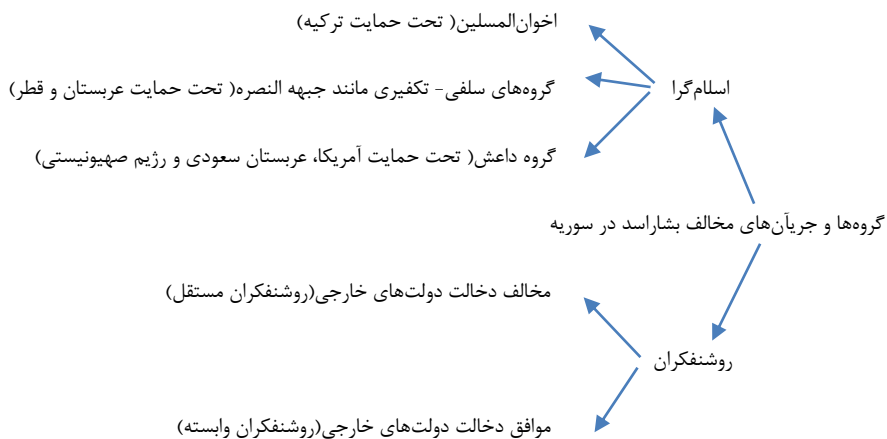 اخوان‌المسلین( تحت حمایت ترکیه)
اسلام‌گرا
گروه‌های سلفی- تکفیری مانند جبهه النصره( تحت حمایت عربستان و قطر)
گروه داعش( تحت حمایت آمریکا، عربستان سعودی و رژیم صهیونیستی)
گروه‌ها و جریآن‌های مخالف بشاراسد در سوریه
مخالف دخالت دولت‌های خارجی(روشنفکران مستقل)
روشنفکران
موافق دخالت دولت‌های خارجی(روشنفکران وابسته)